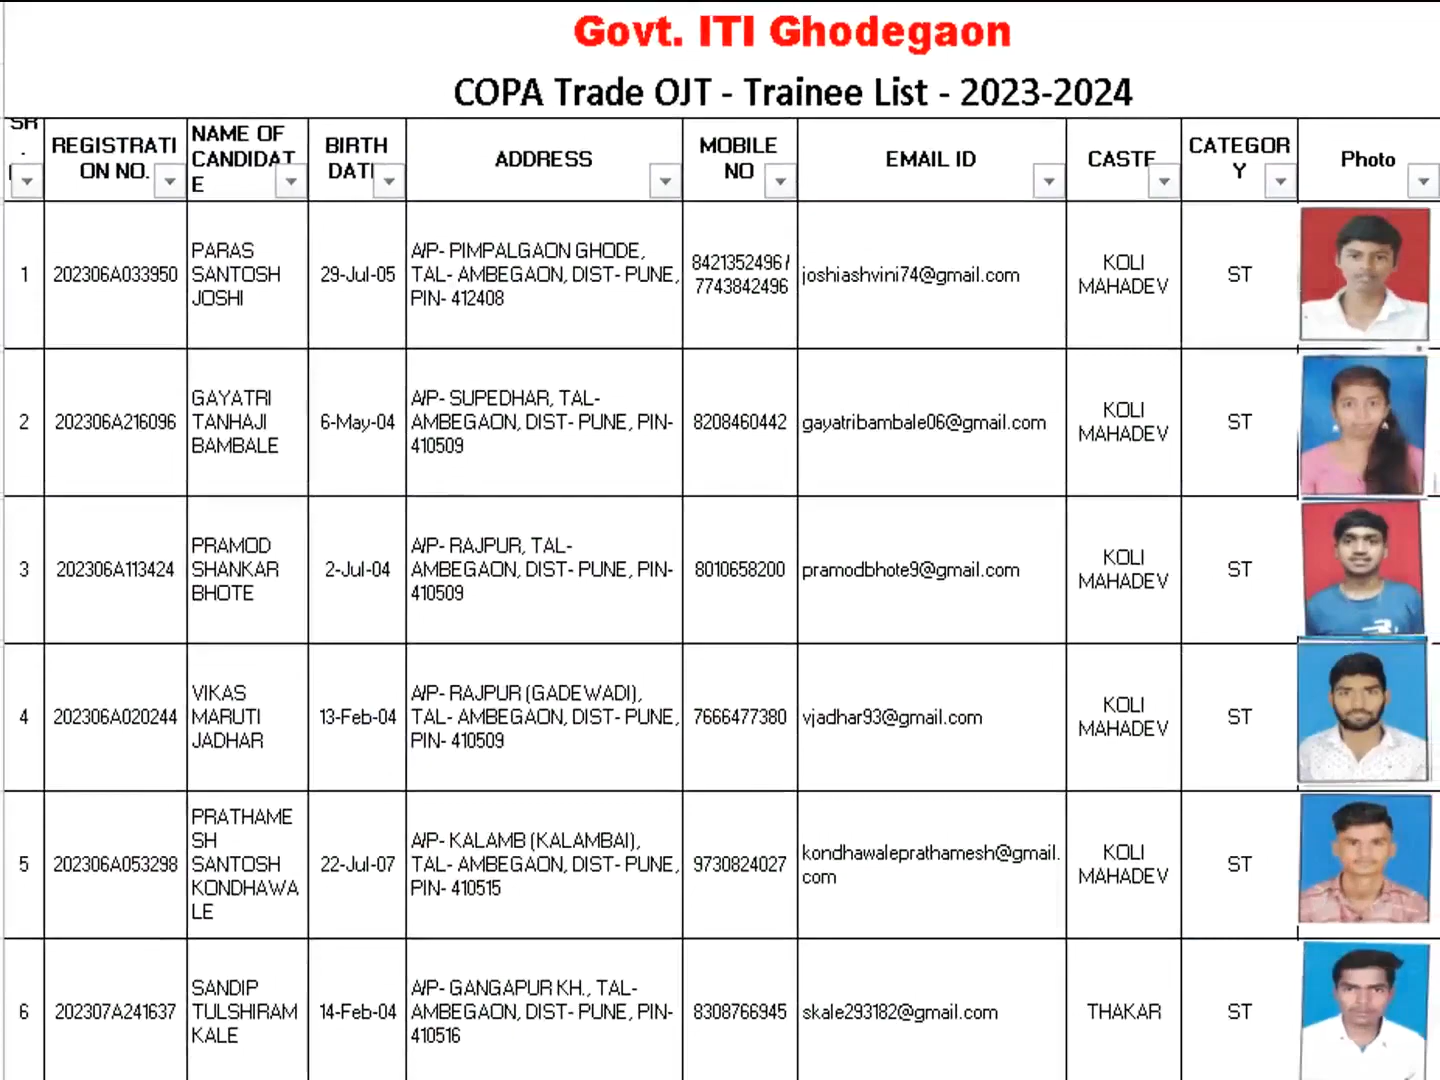 Govt. ITI Ghodegaon
COPA Trade OJT - Trainee List - 2023-2024
SR.
REGISTRATI
ON NO.
NAME OF
CANDIDAT
E
BIRTH
DATE
ADDRESS
MOBILE
NO
EMAIL ID
CASTE
CATEGOR
Y
Photo
1
202306A033950
PARAS
SANTOSH
JOSHI
29-Jul-05
A/P- PIMPALGAON GHODE,
TAL- AMBEGAON, DIST- PUNE,
PIN- 412408
8421352496 /
7743842496
joshiashvini74@gmail.com
KOLI
MAHADEV
ST
2
202306A216096
GAYATRI
TANHAJI
BAMBALE
6-May-04
A/P- SUPEDHAR, TAL-
AMBEGAON, DIST- PUNE, PIN-
410509
8208460442
gayatribambale06@gmail.com
KOLI
MAHADEV
ST
3
202306A113424
PRAMOD
SHANKAR
BHOTE
2-Jul-04
A/P- RAJPUR, TAL-
AMBEGAON, DIST- PUNE, PIN-
410509
8010658200
pramodbhote9@gmail.com
KOLI
MAHADEV
ST
4
202306A020244
VIKAS
MARUTI
JADHAR
13-Feb-04
A/P- RAJPUR (GADEWADI),
TAL- AMBEGAON, DIST- PUNE,
PIN- 410509
7666477380
vjadhar93@gmail.com
KOLI
MAHADEV
ST
5
202306A053298
PRATHAME
SH
SANTOSH
KONDHAWA
LE
22-Jul-07
A/P- KALAMB (KALAMBAI),
TAL- AMBEGAON, DIST- PUNE,
PIN- 410515
9730824027
kondhawaleprathamesh@gmail.
com
KOLI
MAHADEV
ST
6
202307A241637
SANDIP
TULSHIRAM
KALE
14-Feb-04
A/P- GANGAPUR KH., TAL-
AMBEGAON, DIST- PUNE, PIN-
410516
8308766945
skale293182@gmail.com
THAKAR
ST